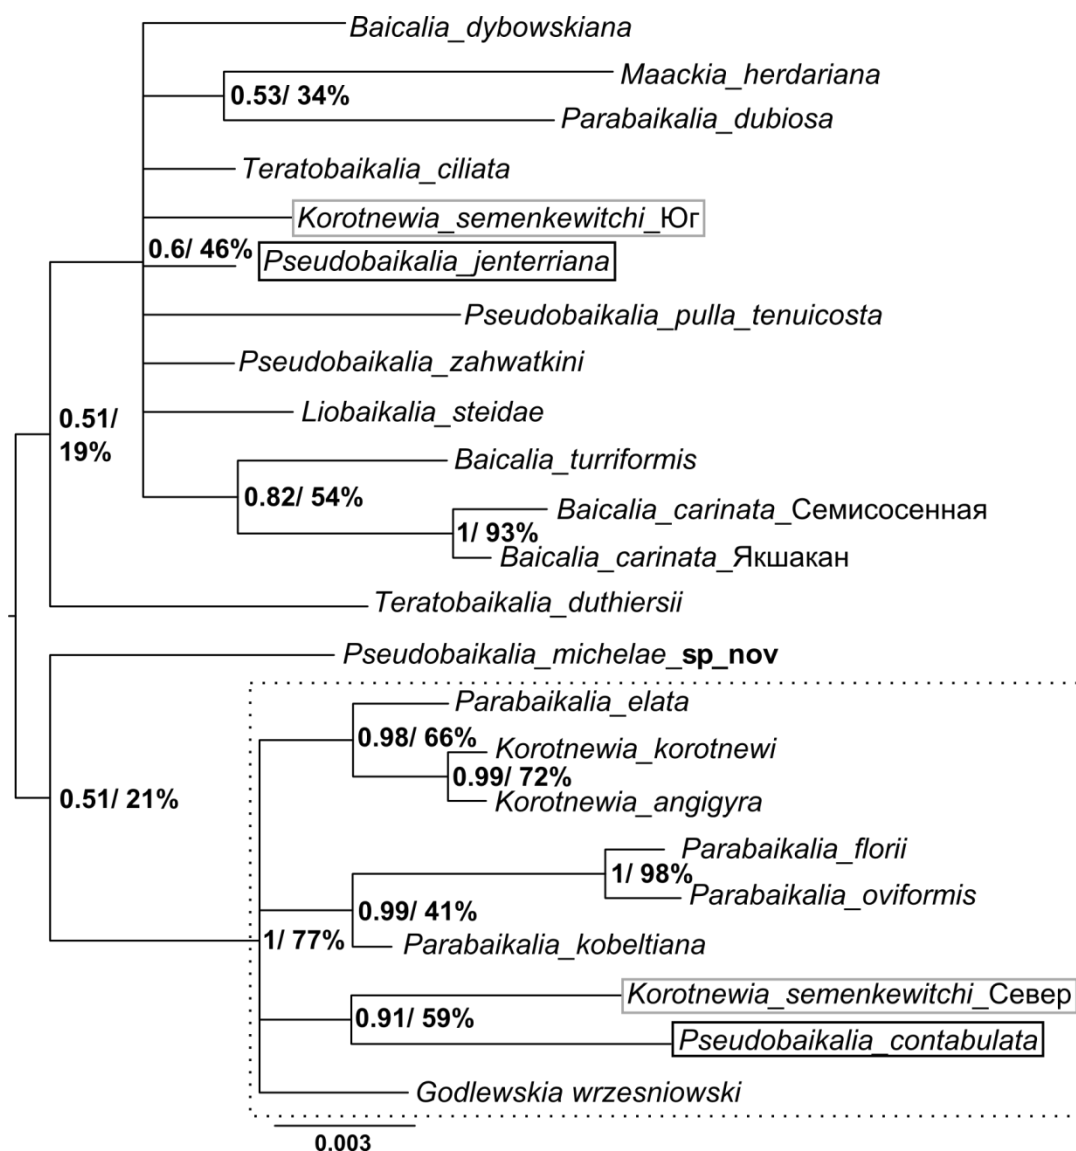 Baicalia_dybowskiana
Maackia_herdariana
0.53/ 34%
Parabaikalia_dubiosa
Teratobaikalia_ciliata
Korotnewia_semenkewitchi_Юг
0.6/ 46%
Pseudobaikalia_jenterriana
Pseudobaikalia_pulla_tenuicosta
Pseudobaikalia_zahwatkini
Liobaikalia_steidae
0.51/
19%
Baicalia_turriformis
0.82/ 54%
Baicalia_carinata_Семисосенная
1/ 93%
Baicalia_carinata_Якшакан
Teratobaikalia_duthiersii
Pseudobaikalia_michelae_sp_nov
Parabaikalia_elata
0.98/ 66%
Korotnewia_korotnewi
0.99/ 72%
Korotnewia_angigyra
0.51/ 21%
Parabaikalia_florii
1/ 98%
Parabaikalia_oviformis
0.99/ 41%
1/ 77%
Parabaikalia_kobeltiana
Korotnewia_semenkewitchi_Север
0.91/ 59%
Pseudobaikalia_contabulata
Godlewskia wrzesniowski
0.003